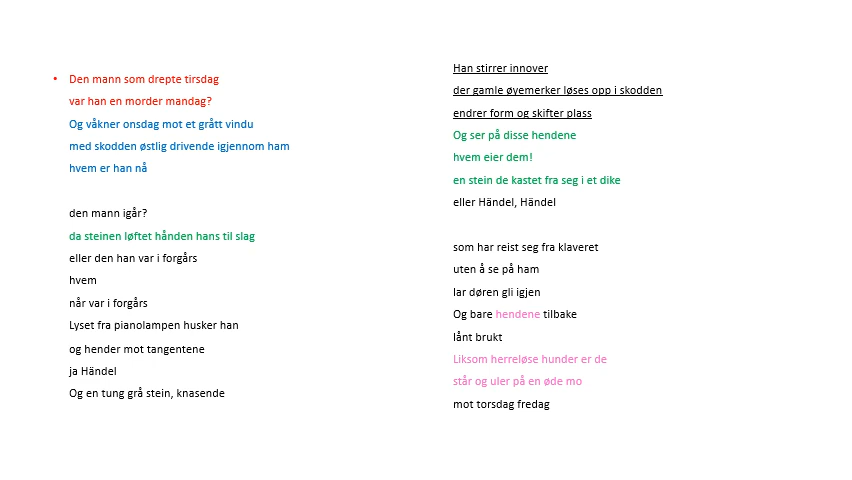 • Den mann som drepte tirsdag
var han en morder mandag?
Og våkner onsdag mot et grått vindu
med skodden østlig drivende igjennom ham
hvem er han nå
den mann igår?
da steinen løftet hånden hans til slag
eller den han var i forgårs
hvem
når var i forgårs
Lyset fra pianolampen husker han
og hender mot tangentene
ja Händel
Og en tung grå stein, knasende
Han stirrer innover
der gamle øyemerker løses opp i skodden
endrer form og skifter plass
Og ser på disse hendene
hvem eier dem!
en stein de kastet fra seg i et dike
eller Händel, Händel
som har reist seg fra klaveret
uten å se på ham
lar døren gli igjen
Og bare hendene tilbake
lånt brukt
Liksom herreløse hunder er de
står og uler på en øde mo
mot torsdag fredag